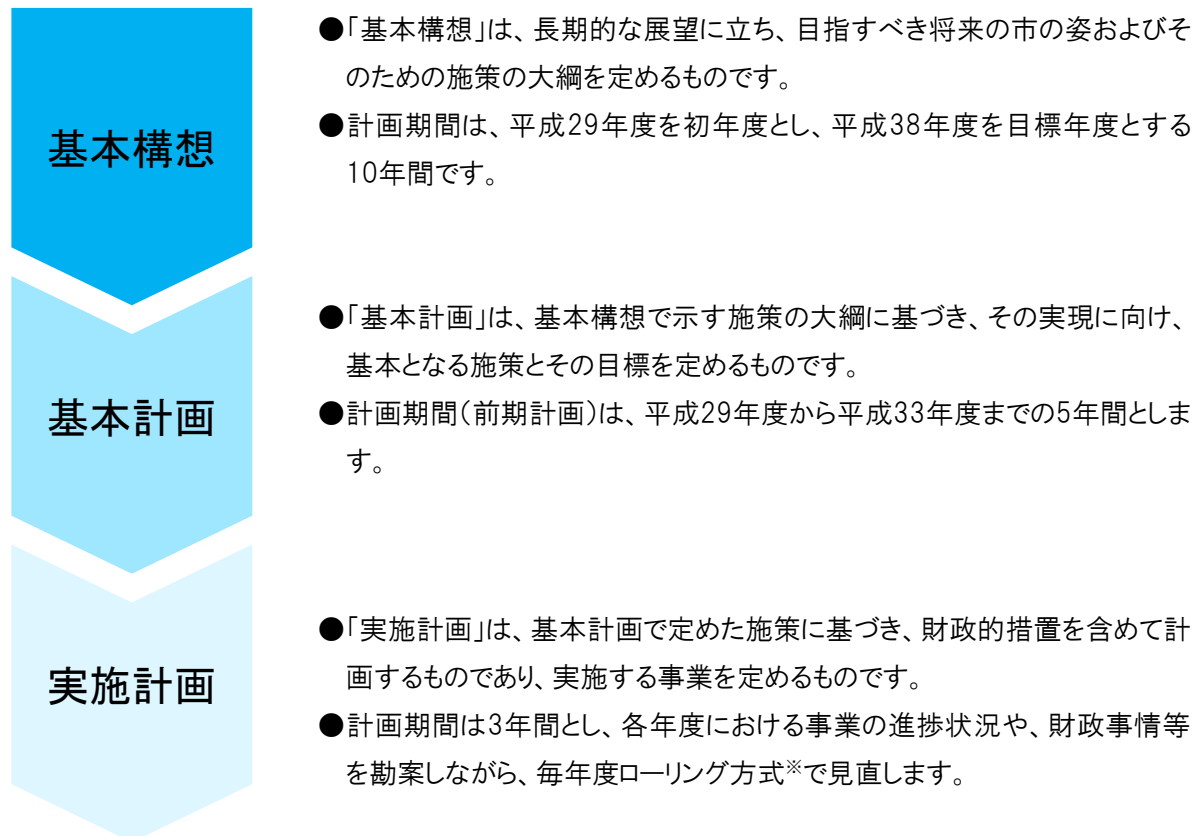 基本構想
●「基本構想」は、長期的な展望に立ち、目指すべき将来の市の姿およびそ
のための施策の大綱を定めるものです。
●計画期間は、平成29年度を初年度とし、平成38年度を目標年度とする
10年間です。
基本計画
●「基本計画」は、基本構想で示す施策の大綱に基づき、その実現に向け、
基本となる施策とその目標を定めるものです。
●計画期間(前期計画)は、平成29年度から平成33年度までの5年間としま
す。
実施計画
●「実施計画」は、基本計画で定めた施策に基づき、財政的措置を含めて計
画するものであり、実施する事業を定めるものです。
●計画期間は3年間とし、各年度における事業の進捗状況や、財政事情等
を勘案しながら、毎年度ローリング方式※で見直します。